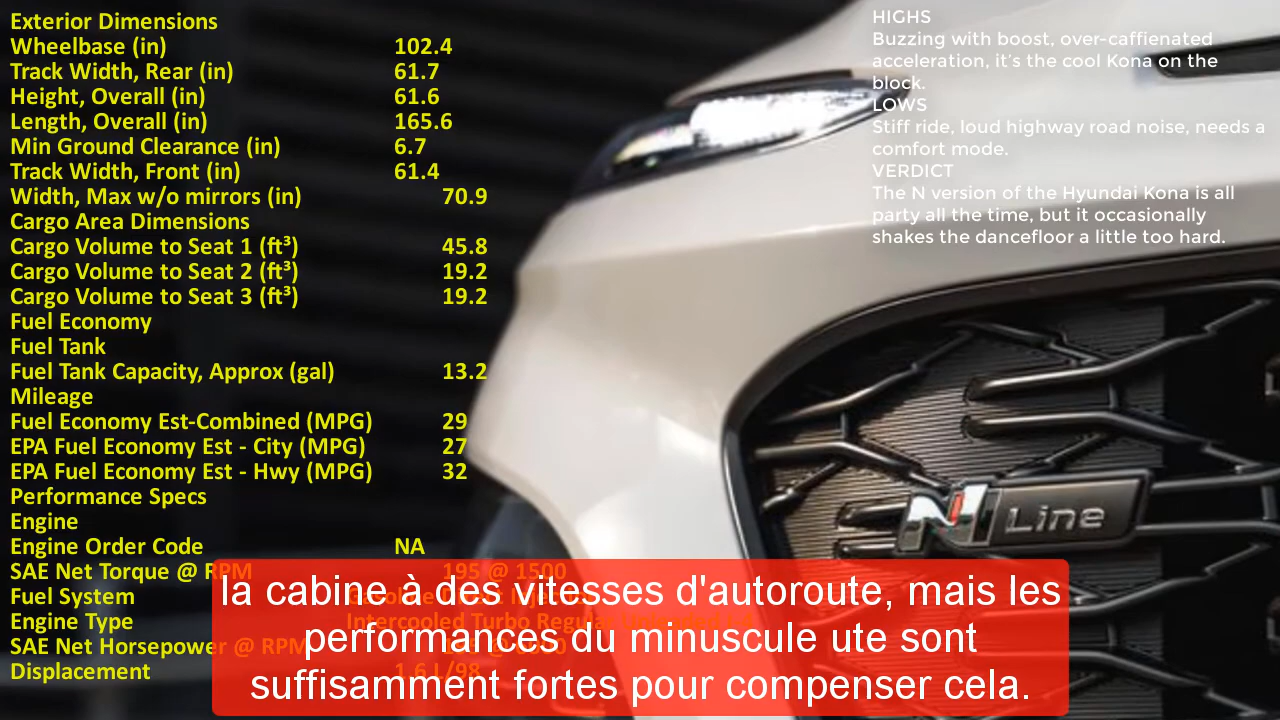 Exterior Dimensions
Wheelbase (in) 102.4
Track Width, Rear (in) 61.7
Height, Overall (in) 61.6
Length, Overall (in) 165.6
Min Ground Clearance (in) 6.7
Track Width, Front (in) 61.4
Width, Max w/o mirrors (in) 70.9
Cargo Area Dimensions
Cargo Volume to Seat 1 (ft³) 45.8
Cargo Volume to Seat 2 (ft³) 19.2
Cargo Volume to Seat 3 (ft³) 19.2
Fuel Economy
Fuel Tank
Fuel Tank Capacity, Approx (gal) 13.2
Mileage
Fuel Economy Est-Combined (MPG) 29
EPA Fuel Economy Est - City (MPG) 27
EPA Fuel Economy Est - Hwy (MPG) 32
Performance Specs
Engine
Engine Order Code NA
SAE Net Torque @ RPM 195 @ 1500
Fuel System
Engine Type Intercooled Turbo Regular
SAE Net Horsepower @ RPM
Displacement 1.6 L/98
HIGHS
Buzzing with boost, over-caffienated
acceleration, it's the cool Kona on the
block.
LOWS
Stiff ride, loud highway road noise, needs a
comfort mode.
VERDICT
The N version of the Hyundai Kona is all
party all the time, but it occasionally
shakes the dancefloor a little too hard.
N Line
la cabine à des vitesses d'autoroute, mais les
performances du minuscule ute sont
suffisamment fortes pour compenser cela.